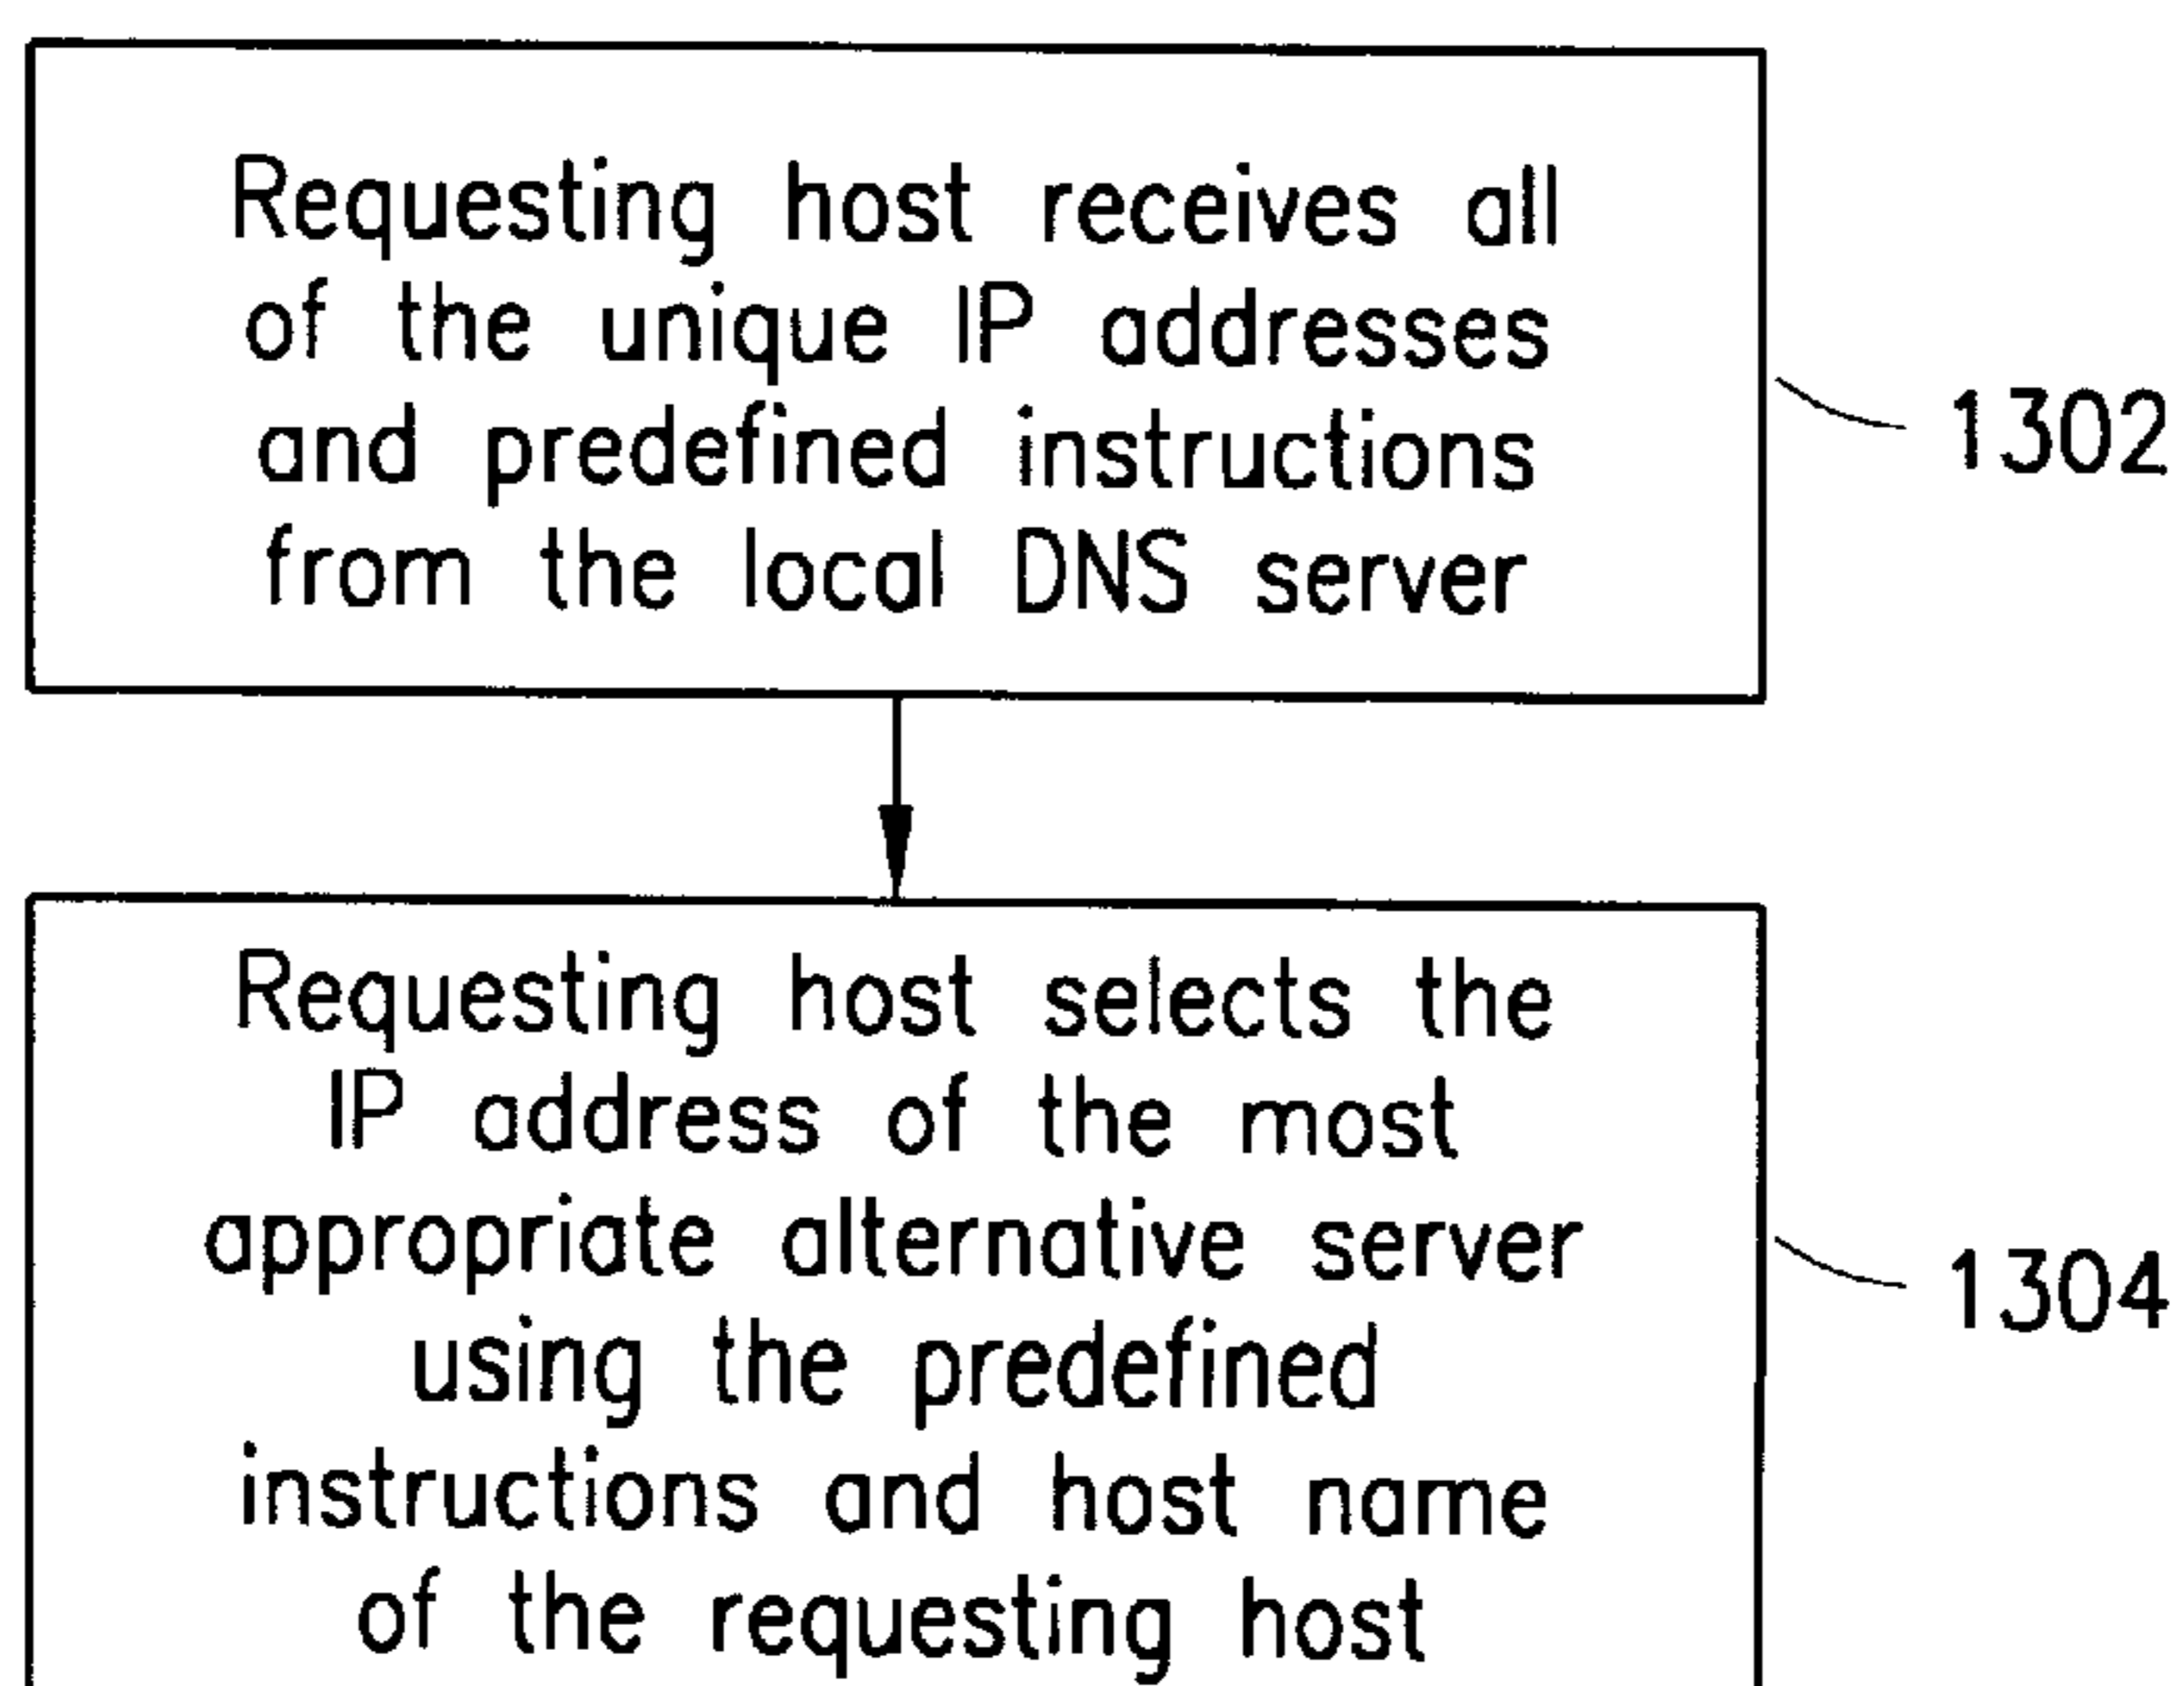 Requesting host receives all
of the unique IP addresses
and predefined instructions
from the local DNS server
1302
Requesting host selects the
IP address of the most
appropriate alternative server
using the predefined
instructions and host name
of the requesting host
1304